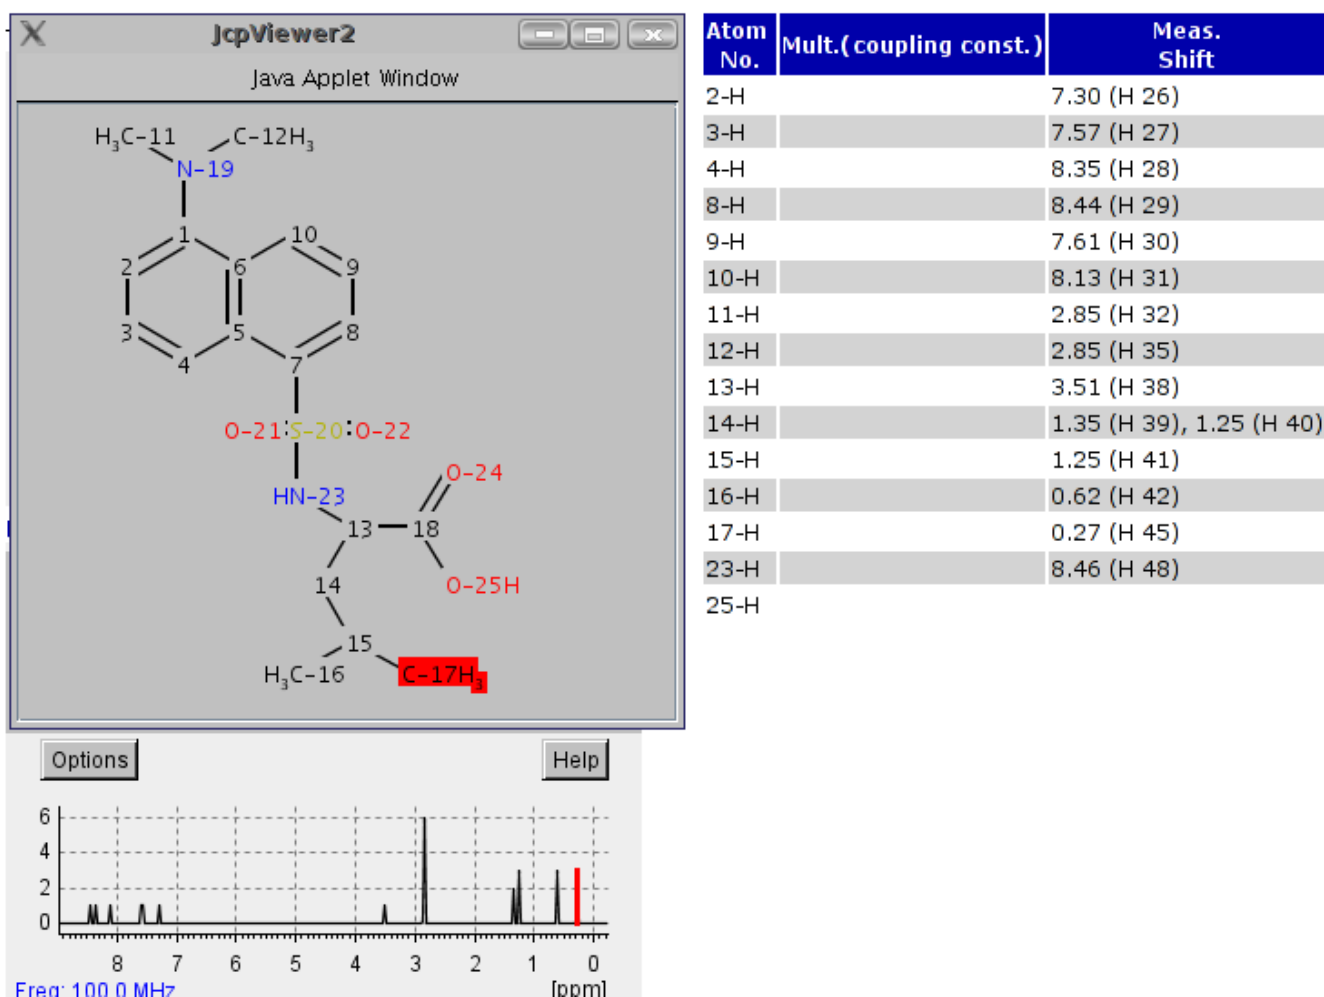 JcpViewer2
Java Applet Window
H3C-11 C-12H3
N-19
1 10
2 6 9
3 5 8
4 7
O-21 S-20 O-22
O-24
HN-23
13 18
14 O-25H
15
H3C-16 C-17H3
Options Help
6
4
2
0
8 7 6 5 4 3 2 1 0
Freq: 100.0 MHz [ppm]
Atom No. Mult.(coupling const.) Meas. Shift
2-H 7.30 (H 26)
3-H 7.57 (H 27)
4-H 8.35 (H 28)
8-H 8.44 (H 29)
9-H 7.61 (H 30)
10-H 8.13 (H 31)
11-H 2.85 (H 32)
12-H 2.85 (H 35)
13-H 3.51 (H 38)
14-H 1.35 (H 39), 1.25 (H 40)
15-H 1.25 (H 41)
16-H 0.62 (H 42)
17-H 0.27 (H 45)
23-H 8.46 (H 48)
25-H